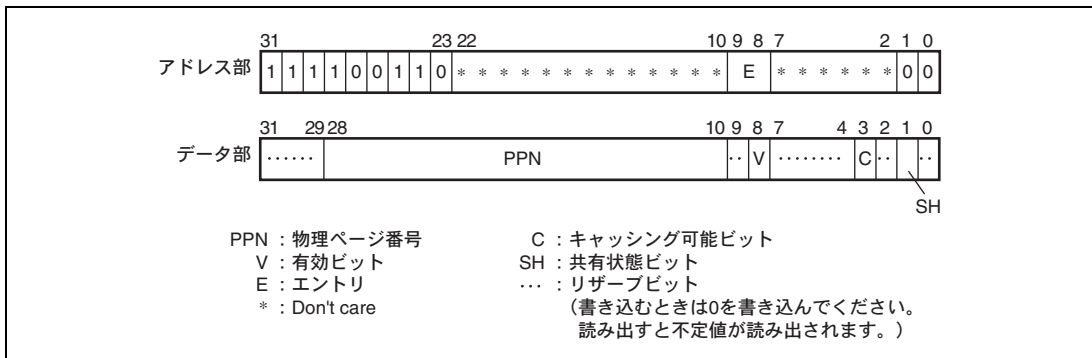 31 23 22 10 9 8 7 2 1 0
アドレス部 1 1 1 1 0 0 1 1 0 * * * * * * * * * * * * * E * * * * * * 0 0
31 29 28 10 9 8 7 4 3 2 1 0
データ部 ······ PPN ·· V ········ C ·· ··
SH
PPN : 物理ページ番号 C : キャッシング可能ビット
V : 有効ビット SH : 共有状態ビット
E : エントリ ··· : リザーブビット
* : Don't care （書き込むときは0を書き込んでください。
読み出すと不定値が読み出されます。）